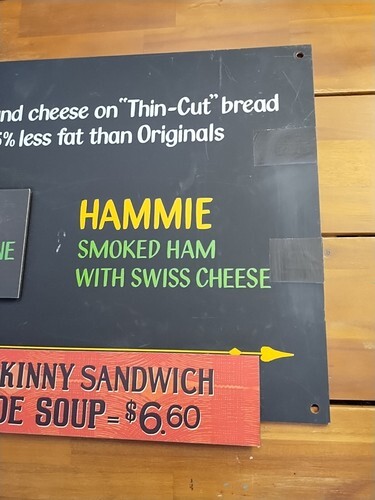 nd cheese on "Thin-Cut" bread
% less fat than Originals
HAMMIE
NE
SMOKED HAM
WITH SWISS CHEESE
KINNY SANDWICH
DE SOUP = $6.60